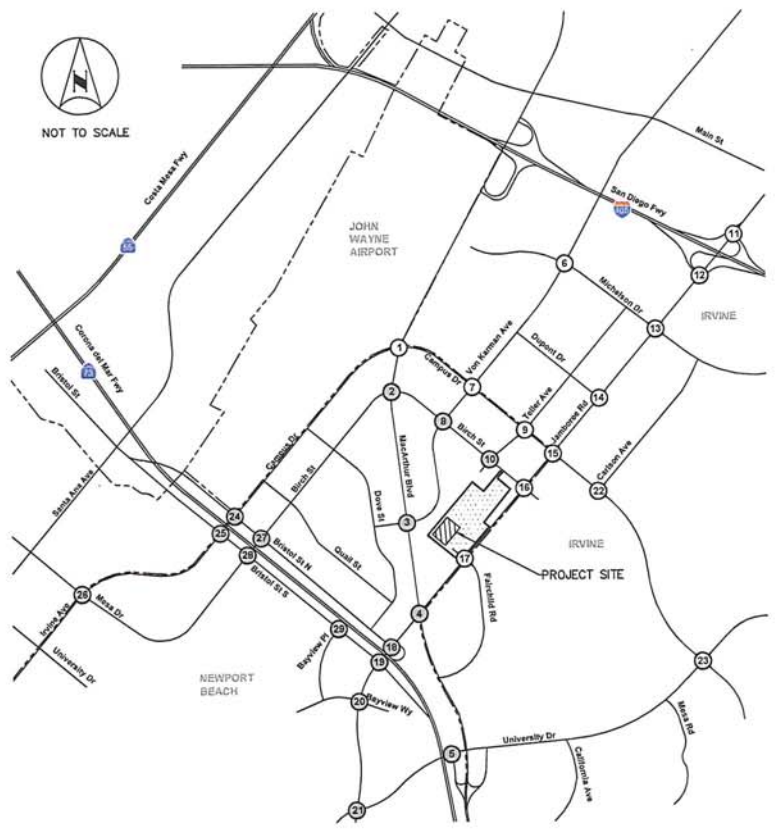 N
NOT TO SCALE
Costa Mesa Fwy
Main St
San Diego Fwy
405
JOHN
WAYNE
AIRPORT
55
11
6
12
Michelson Dr
IRVINE
13
Corona del Mar Fwy
73
Bristol St
Von Karman Ave
Dupont Dr
1
Campus Dr
7
2
Teller Ave
14
Jamboree Rd
8
Birch St
9
MacArthur Blvd
15
Carlson Ave
10
Campus Dr
Birch St
16
22
Santa Ana Ave
Dove St
3
24
25
27
Bristol St N
Quail St
28
IRVINE
17
PROJECT SITE
Bristol St S
Fairchild Rd
26
Mesa Dr
Irvine Ave
4
29
University Dr
Bayview Pl
18
19
23
NEWPORT
BEACH
20
Bayview Wy
Mesa Rd
University Dr
5
California Ave
21